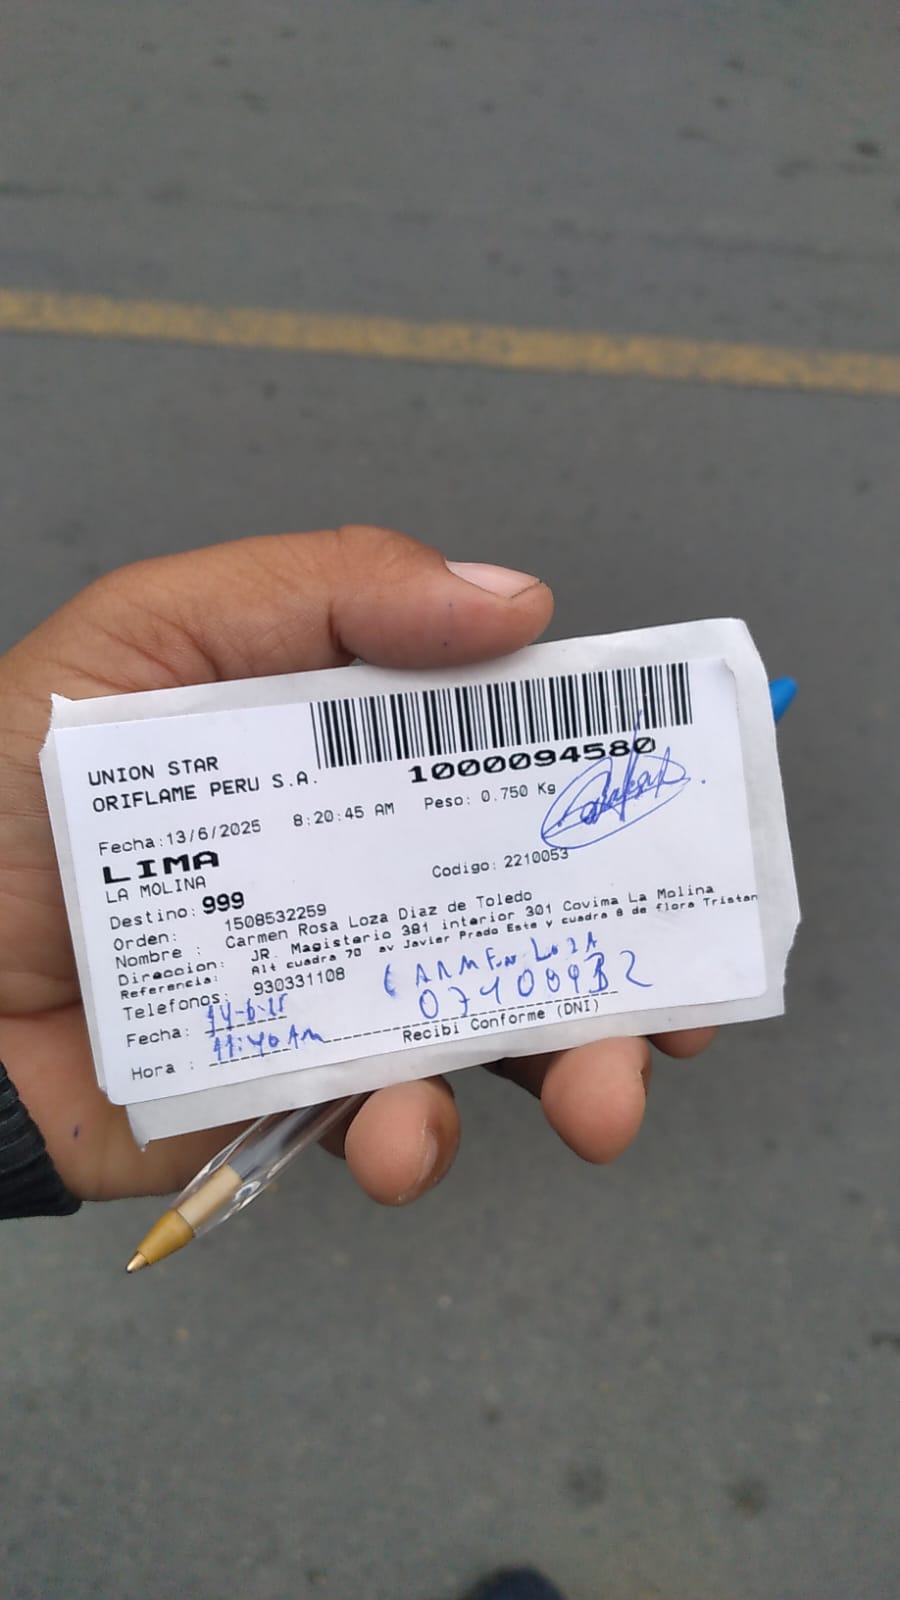 1000094580
UNION STAR
ORIFLAME PERU S.A.
Fecha:13/6/2025 8:20:45 AM Peso: 0.750 Kg
LIMA
LA MOLINA
Codigo: 2210053
Destino: 999
Orden: 1508532259
Nombre : Carmen Rosa Loza Diaz de Toledo
Direccion: JR. Magisterio 381 interior 301 Covima La Molina
Referencia: Alt cuadra 70 av Javier Prado Este y cuadra 8 de flora Tristan
Telefonos: 930331108
CARMEN LOZA
Fecha: 14-6-25
Hora : 11:40 AM
Recibi Conforme (DNI)